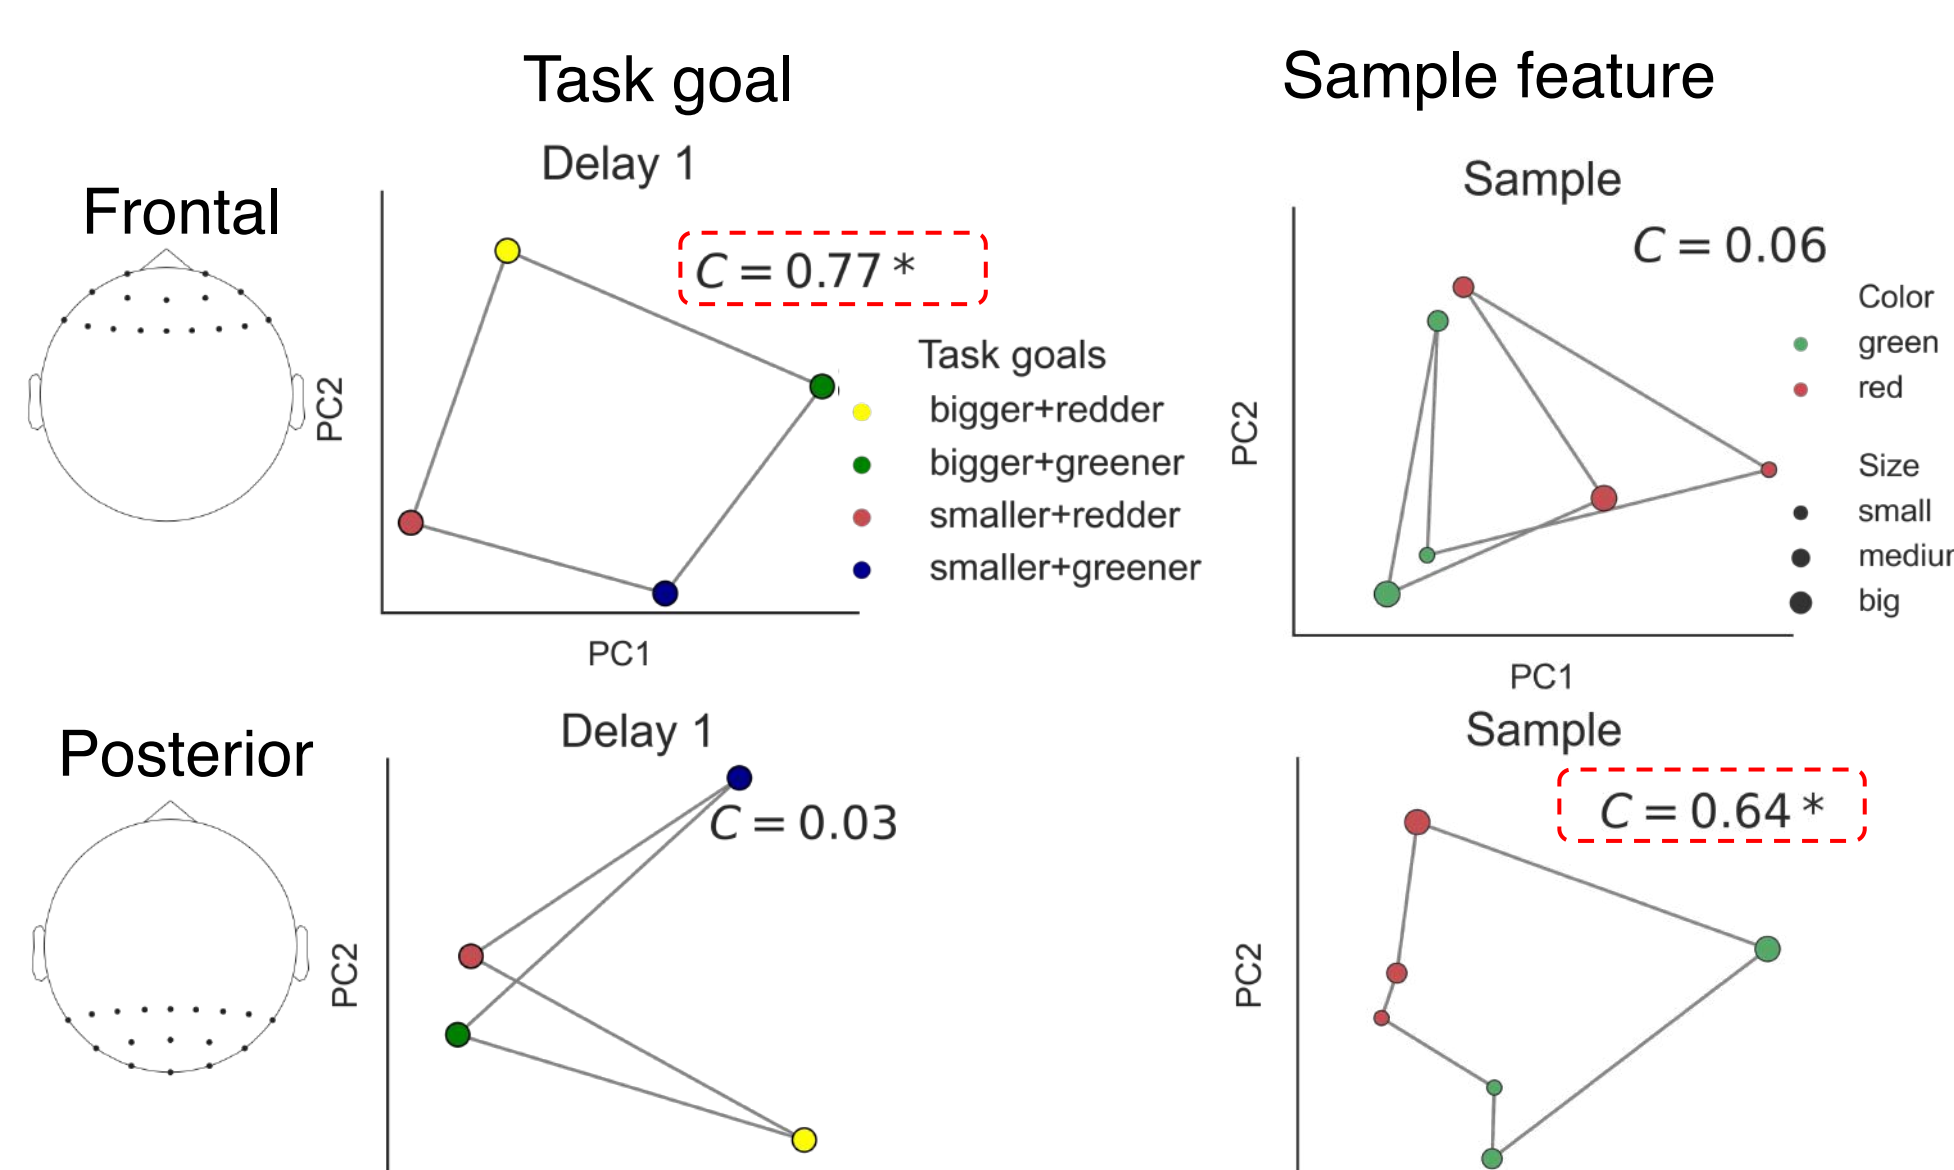 Task goal
Sample feature
Frontal
Delay 1
C = 0.77 *
PC2
PC1
Task goals
bigger+redder
bigger+greener
smaller+redder
smaller+greener
Sample
C = 0.06
PC2
PC1
Color
green
red
Size
small
mediur
big
Posterior
Delay 1
C = 0.03
PC2
Sample
C = 0.64 *
PC2